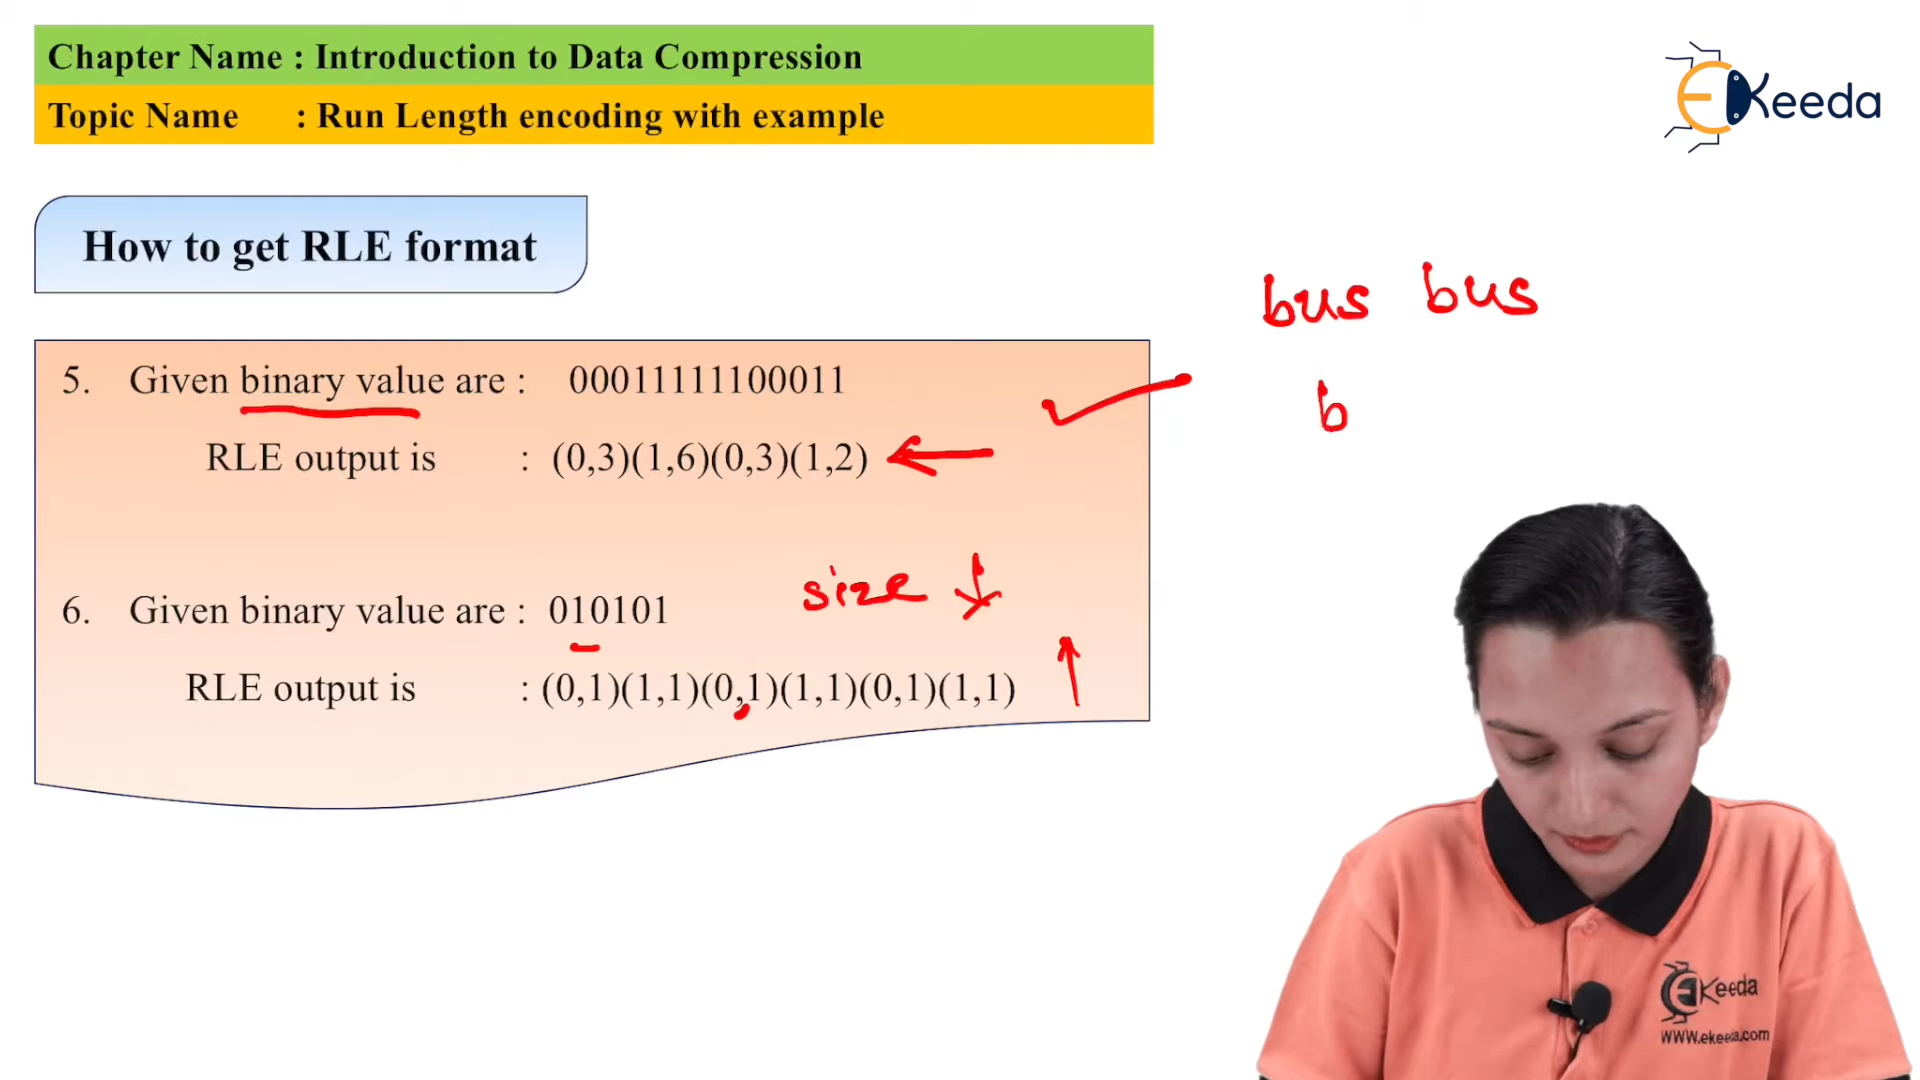 Chapter Name : Introduction to Data Compression
Topic Name : Run Length encoding with example
EKeeda
How to get RLE format
bus bus
b
5. Given binary value are : 00011111100011
RLE output is : (0,3)(1,6)(0,3)(1,2)
size
6. Given binary value are : 010101
RLE output is : (0,1)(1,1)(0,1)(1,1)(0,1)(1,1)
EKeeda
www.ekeeda.com